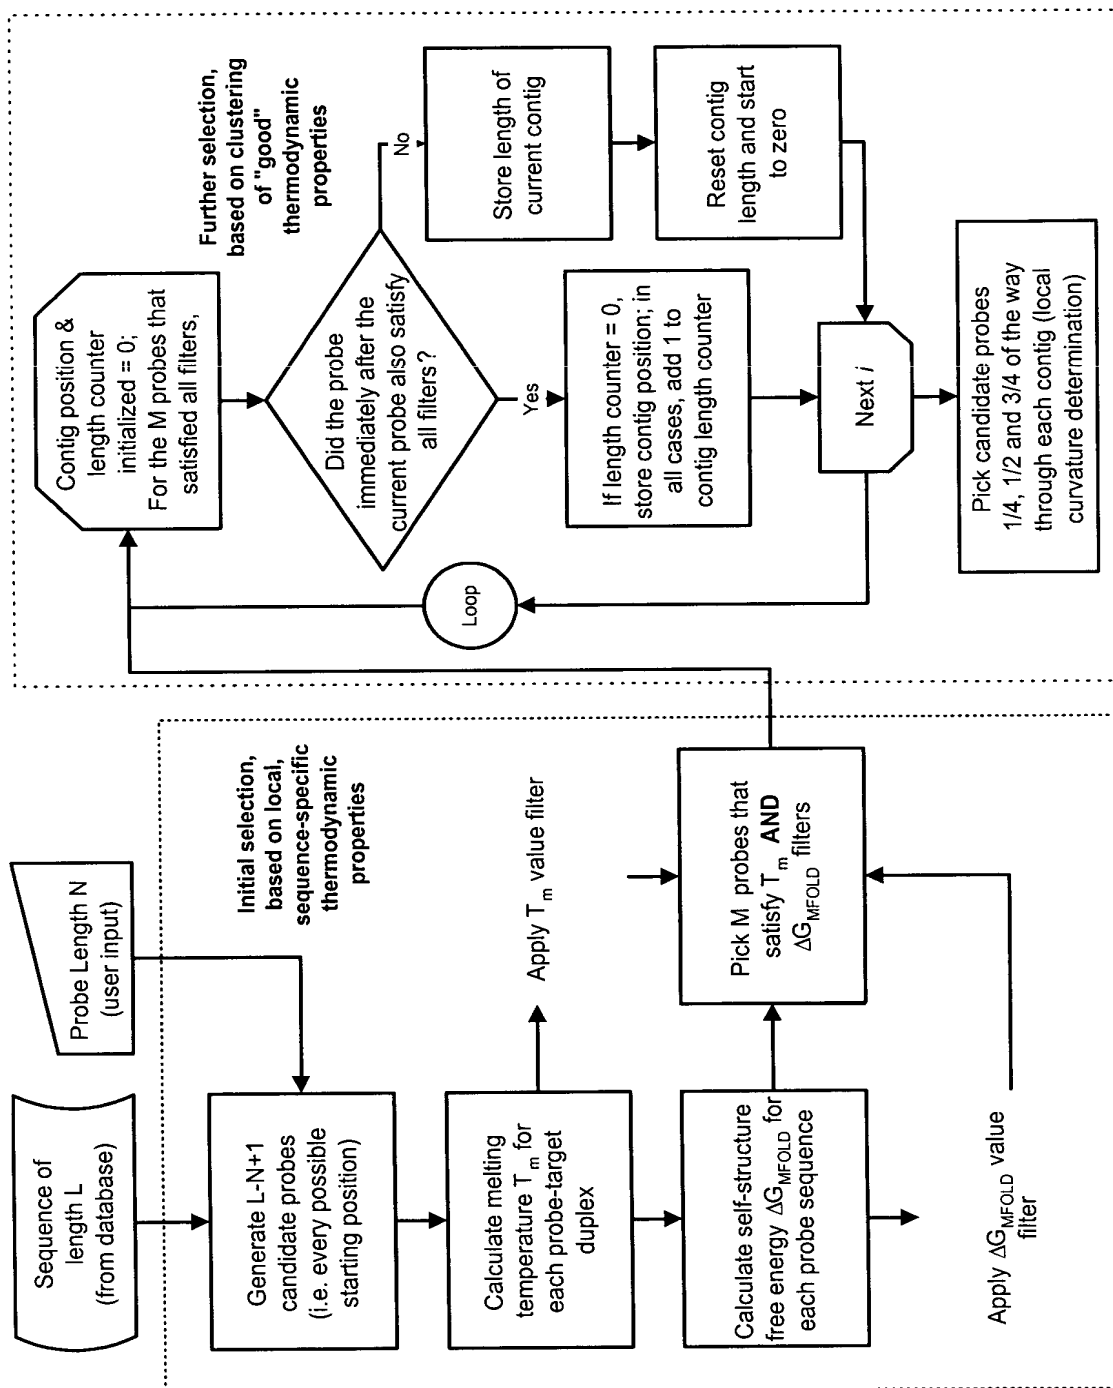 Sequence of
length L
(from database)
Probe Length N
(user input)
Generate L-N+1
candidate probes
(i.e. every possible
starting position)
Initial selection,
based on local,
sequence-specific
thermodynamic
properties
Calculate melting
temperature Tm for
each probe-target
duplex
Apply Tm value filter
Calculate self-structure
free energy ΔGMFOLD for
each probe sequence
Pick M probes that
satisfy Tm AND
ΔGMFOLD filters
Apply ΔGMFOLD value
filter
Contig position &
length counter
initialized = 0;
For the M probes that
satisfied all filters,
Further selection,
based on clustering
of "good"
thermodynamic
properties
Did the probe
immediately after the
current probe also satisfy
all filters?
No
Yes
Loop
Store length of
current contig
If length counter = 0,
store contig position; in
all cases, add 1 to
contig length counter
Reset contig
length and start
to zero
Next i
Pick candidate probes
1/4, 1/2 and 3/4 of the way
through each contig (local
curvature determination)